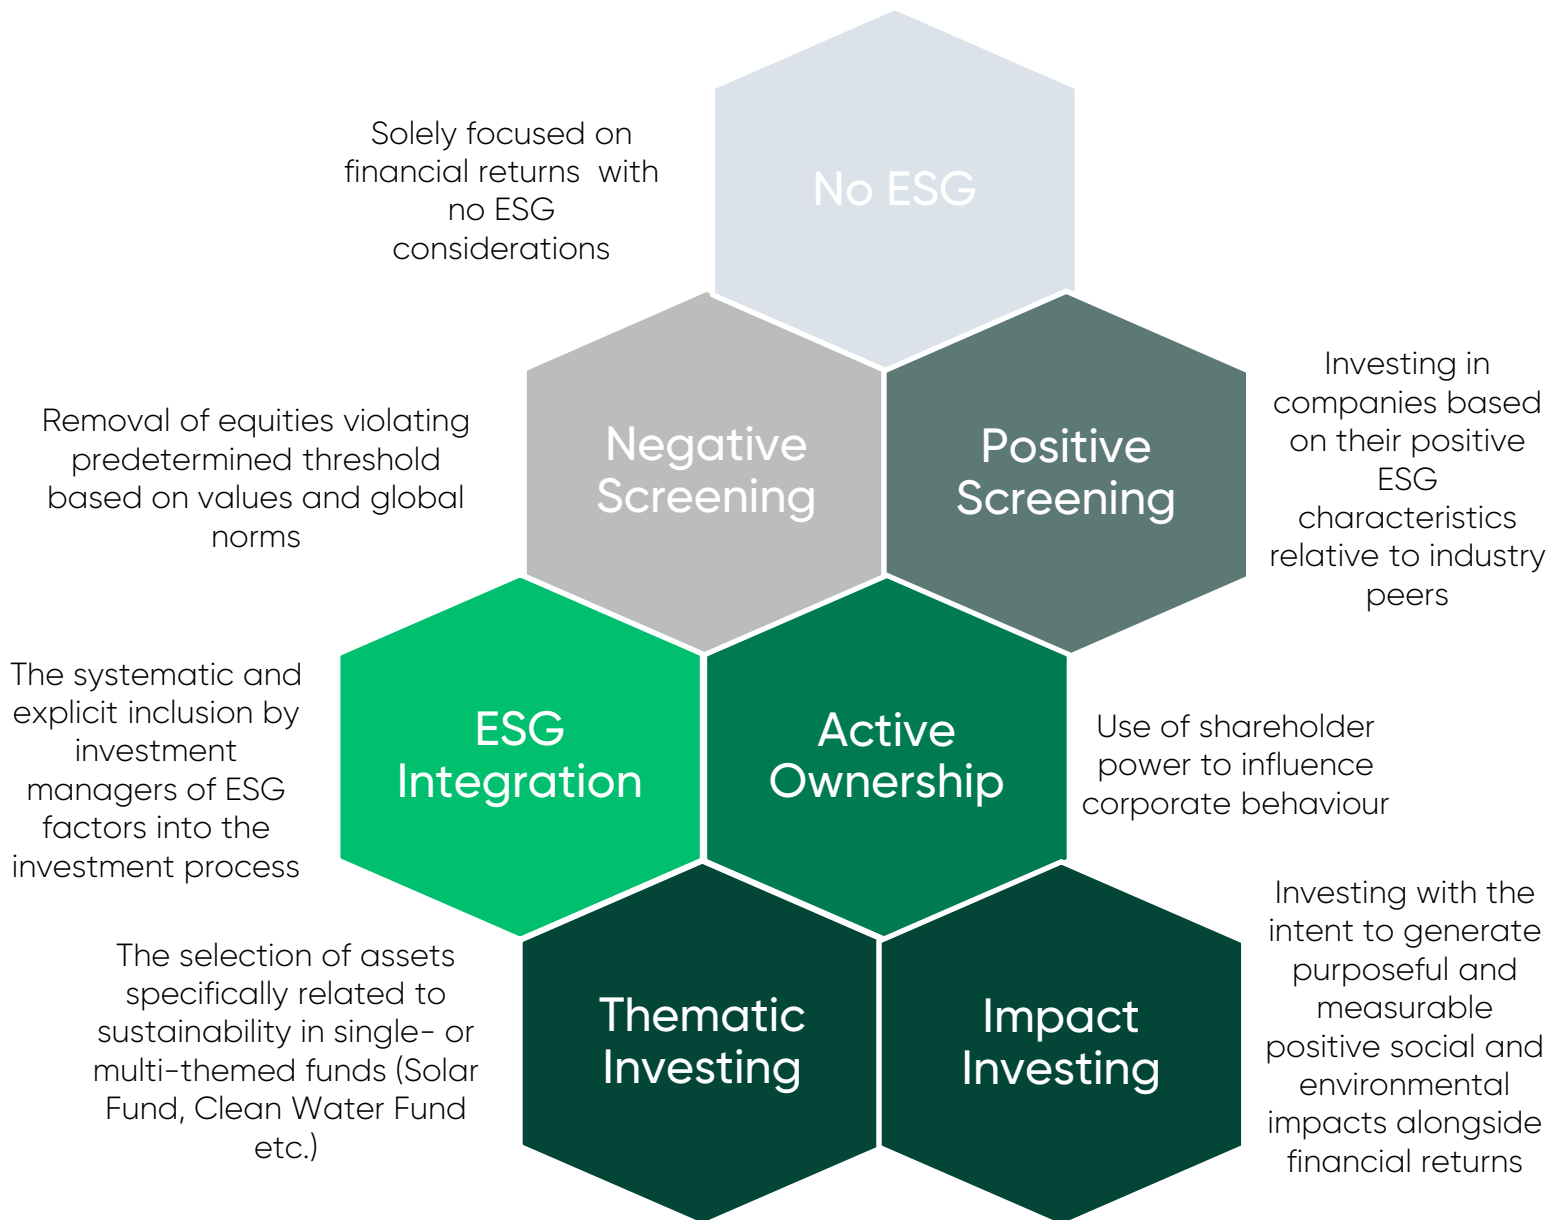 Solely focused on
financial returns with
no ESG
considerations
No ESG
Removal of equities violating
predetermined threshold
based on values and global
norms
Negative
Screening
Positive
Screening
Investing in
companies based
on their positive
ESG
characteristics
relative to industry
peers
The systematic and
explicit inclusion by
investment
managers of ESG
factors into the
investment process
ESG
Integration
Active
Ownership
Use of shareholder
power to influence
corporate behaviour
The selection of assets
specifically related to
sustainability in single- or
multi-themed funds (Solar
Fund, Clean Water Fund
etc.)
Thematic
Investing
Impact
Investing
Investing with the
intent to generate
purposeful and
measurable
positive social and
environmental
impacts alongside
financial returns